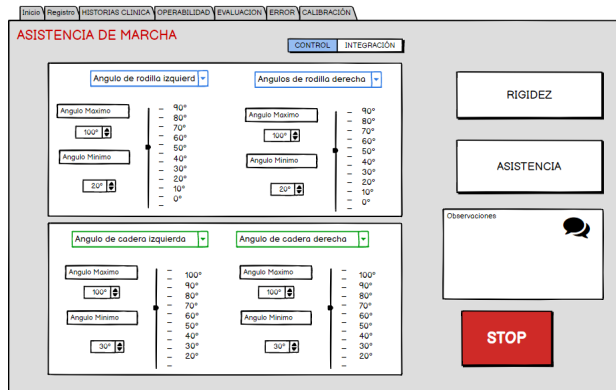 Inicio Registro HISTORIAS CLINICA OPERABILIDAD EVALUACION ERROR CALIBRACIÓN
ASISTENCIA DE MARCHA
CONTROL INTEGRACIÓN
Angulo de rodilla izquierd
Angulos de rodilla derecha
Angulo Maximo
100°
Angulo Minimo
20°
90°
80°
70°
60°
50°
40°
30°
20°
10°
0°
Angulo Maximo
100°
Angulo Minimo
20°
90°
80°
70°
60°
50°
40°
30°
20°
10°
0°
Angulo de cadera izquierda
Angulo de cadera derecha
Angulo Maximo
100°
Angulo Minimo
30°
100°
90°
80°
70°
60°
50°
40°
30°
20°
Angulo Maximo
100°
Angulo Minimo
30°
100°
90°
80°
70°
60°
50°
40°
30°
20°
RIGIDEZ
ASISTENCIA
Observaciones
STOP